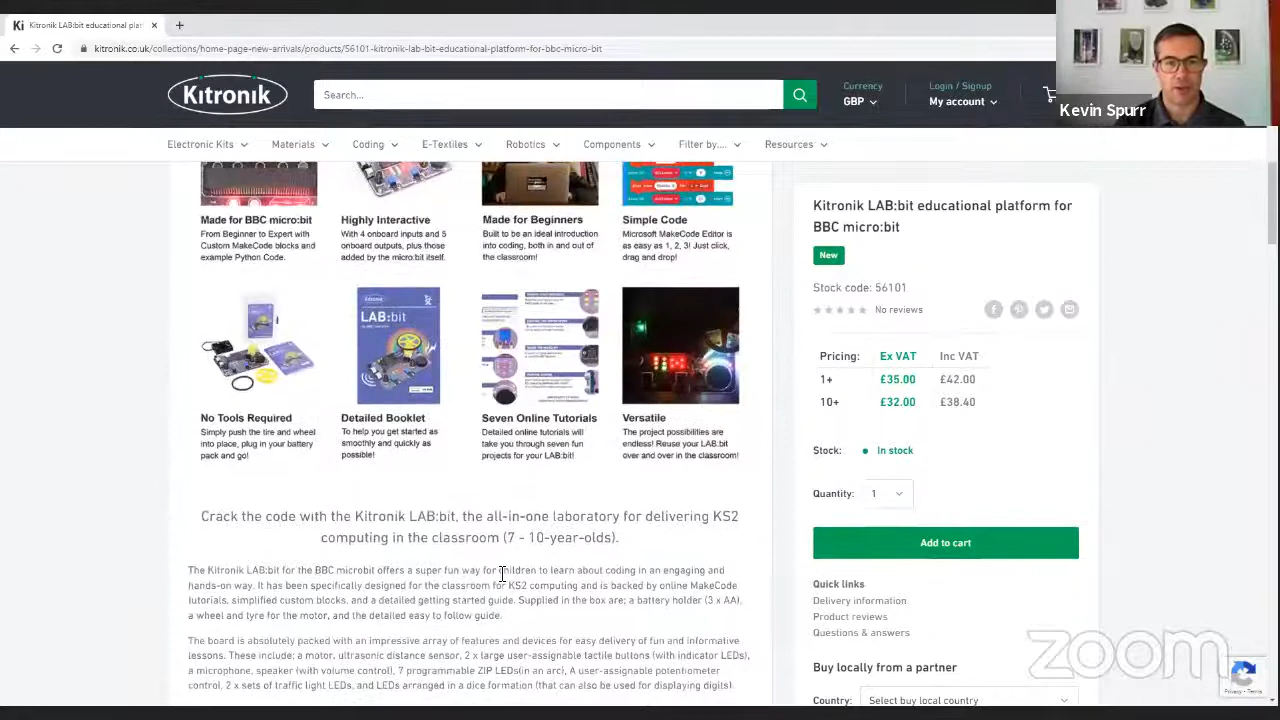 Kitronik LAB:bit educational plat
kitronik.co.uk/collections/home-page-new-arrivals/products/56101-kitronik-lab-bit-educational-platform-for-bbc-micro-bit
Kevin Spurr
Kitronik
Search...
Currency
GBP
Login / Signup
My account
Electronic Kits
Materials
Coding
E-Textiles
Robotics
Components
Filter by....
Resources
Made for BBC micro:bit
From Beginner to Expert with
Custom MakeCode blocks and
example Python Code.
Highly Interactive
With 4 onboard inputs and 5
onboard outputs, plus those
added by the micro:bit itself.
Made for Beginners
Built to be an ideal introduction
into coding, both in and out of
the classroom!
Simple Code
Microsoft MakeCode Editor is
as easy as 1, 2, 3! Just click,
drag and drop!
Kitronik
LAB:bit
No Tools Required
Simply push the tire and wheel
into place, plug in your battery
pack and go!
Detailed Booklet
To help you get started as
smoothly and quickly as
possible!
Seven Online Tutorials
Detailed online tutorials will
take you through seven fun
projects for your LAB:bit!
Versatile
The project possibilities are
endless! Reuse your LAB:bit
over and over in the classroom!
Crack the code with the Kitronik LAB:bit, the all-in-one laboratory for delivering KS2
computing in the classroom (7 - 10-year-olds).
The Kitronik LAB:bit for the BBC microbit offers a super fun way for children to learn about coding in an engaging and
hands-on way. It has been specifically designed for the classroom for KS2 computing and is backed by online MakeCode
tutorials, simplified custom blocks, and a detailed getting started guide. Supplied in the box are; a battery holder (3 x AA),
a wheel and tyre for the motor, and the detailed easy to follow guide.
The board is absolutely packed with an impressive array of features and devices for easy delivery of fun and informative
lessons. These include: a motor, ultrasonic distance sensor, 2 x large user-assignable tactile buttons (with indicator LEDs),
a microphone, speaker (with volume control), 7 programmable ZIP LEDs(in an arc), A user-assignable potentiometer
control, 2 x sets of traffic light LEDs, and LEDs arranged in a dice formation (that can also be used for displaying digits).
Kitronik LAB:bit educational platform for
BBC micro:bit
New
Stock code: 56101
No reviews
Pricing: Ex VAT Inc VAT
1+ £35.00 £42.00
10+ £32.00 £38.40
Stock: In stock
Quantity: 1
Add to cart
Quick links
Delivery information
Product reviews
Questions & answers
Buy locally from a partner
Country: Select buy local country
zoom
Privacy - Terms